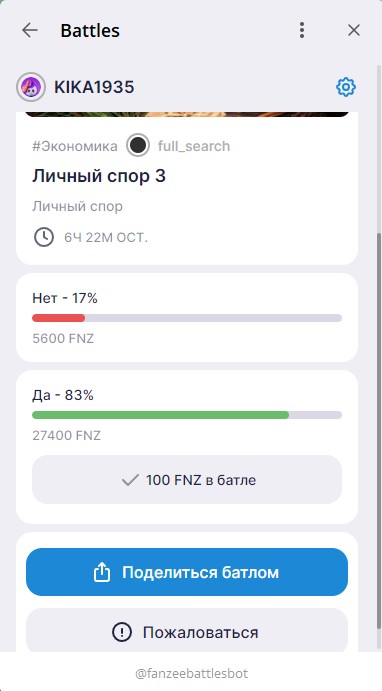 Battles
KIKA1935
#Экономика full_search
Личный спор 3
Личный спор
6Ч 22М ОСТ.
Нет - 17%
5600 FNZ
Да - 83%
27400 FNZ
100 FNZ в батле
Поделиться батлом
Пожаловаться
@fanzeebattlesbot